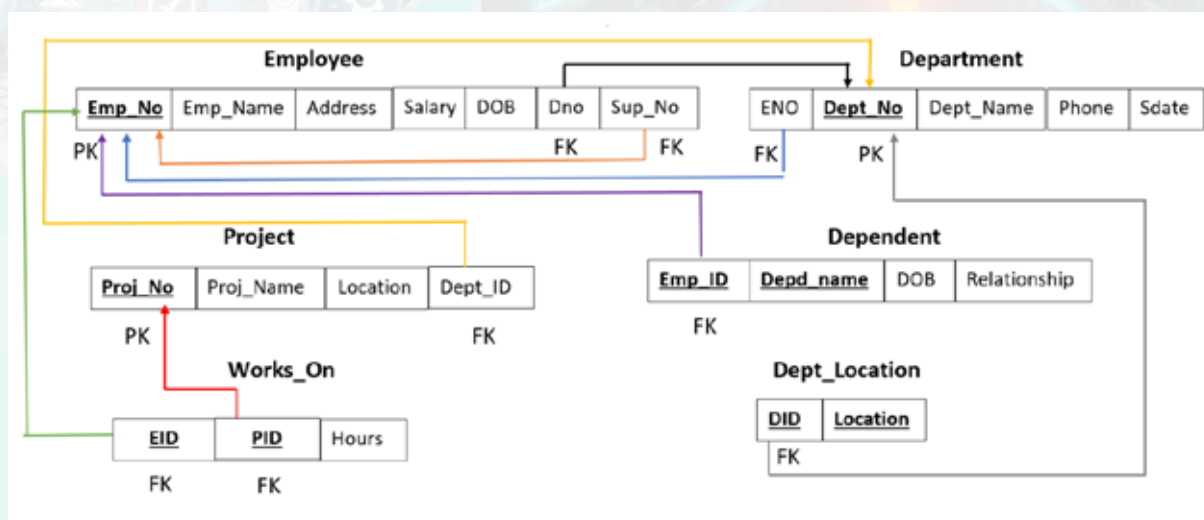 Employee Department
Emp_No Emp_Name Address Salary DOB Dno Sup_No ENO Dept_No Dept_Name Phone Sdate
PK FK FK FK PK
Project Dependent
Proj_No Proj_Name Location Dept_ID Emp_ID Depd_name DOB Relationship
PK FK FK
Works_On Dept_Location
EID PID Hours DID Location
FK FK FK